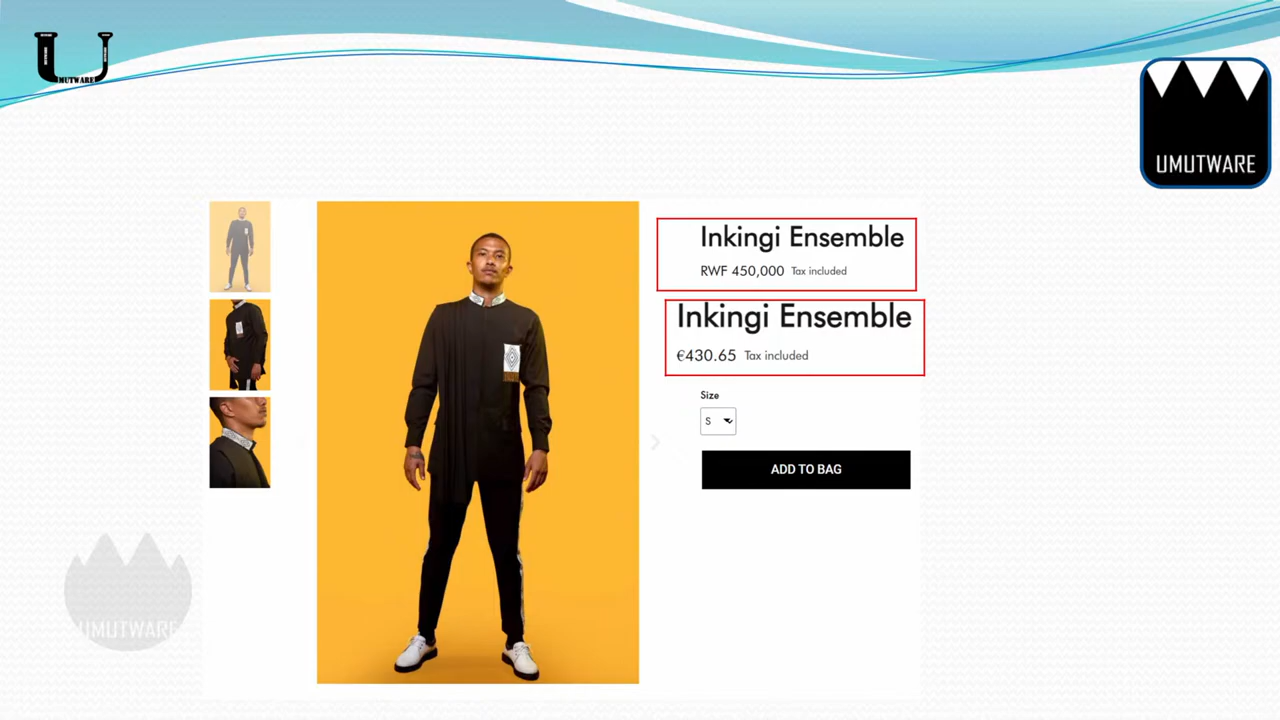 UMUTWARE
UMUTWARE
Inkingi Ensemble
RWF 450,000 Tax included
Inkingi Ensemble
€430.65 Tax included
Size
S
ADD TO BAG
UMUTWARE